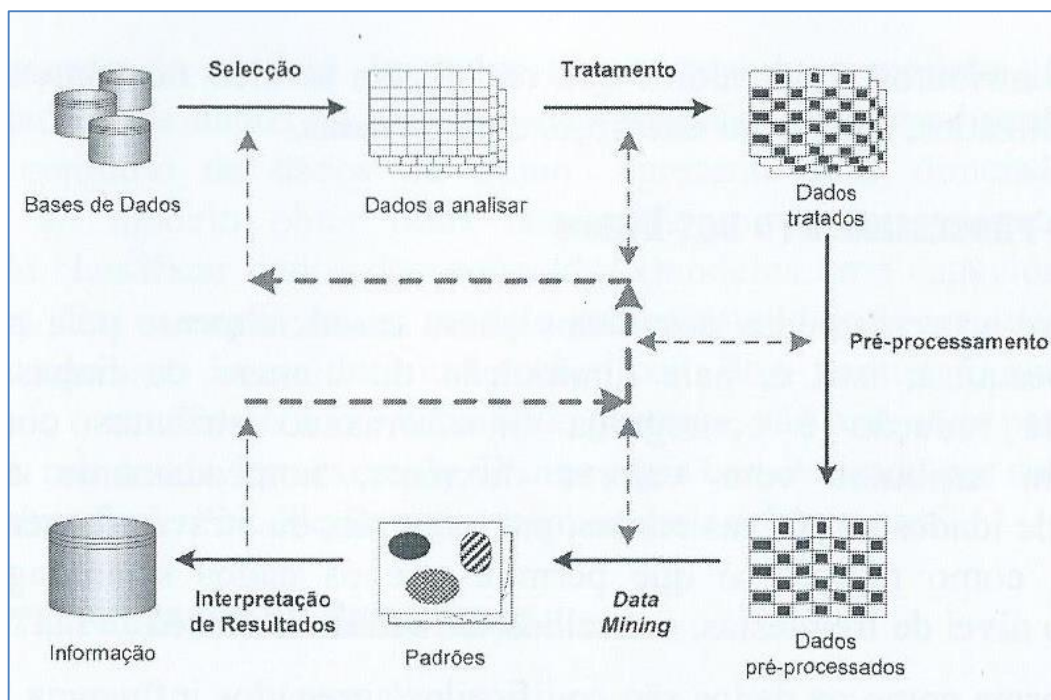 Selecção
Tratamento
Bases de Dados
Dados a analisar
Dados
tratados
Pré-processamento
Interpretação
de Resultados
Data
Mining
Informação
Padrões
Dados
pré-processados